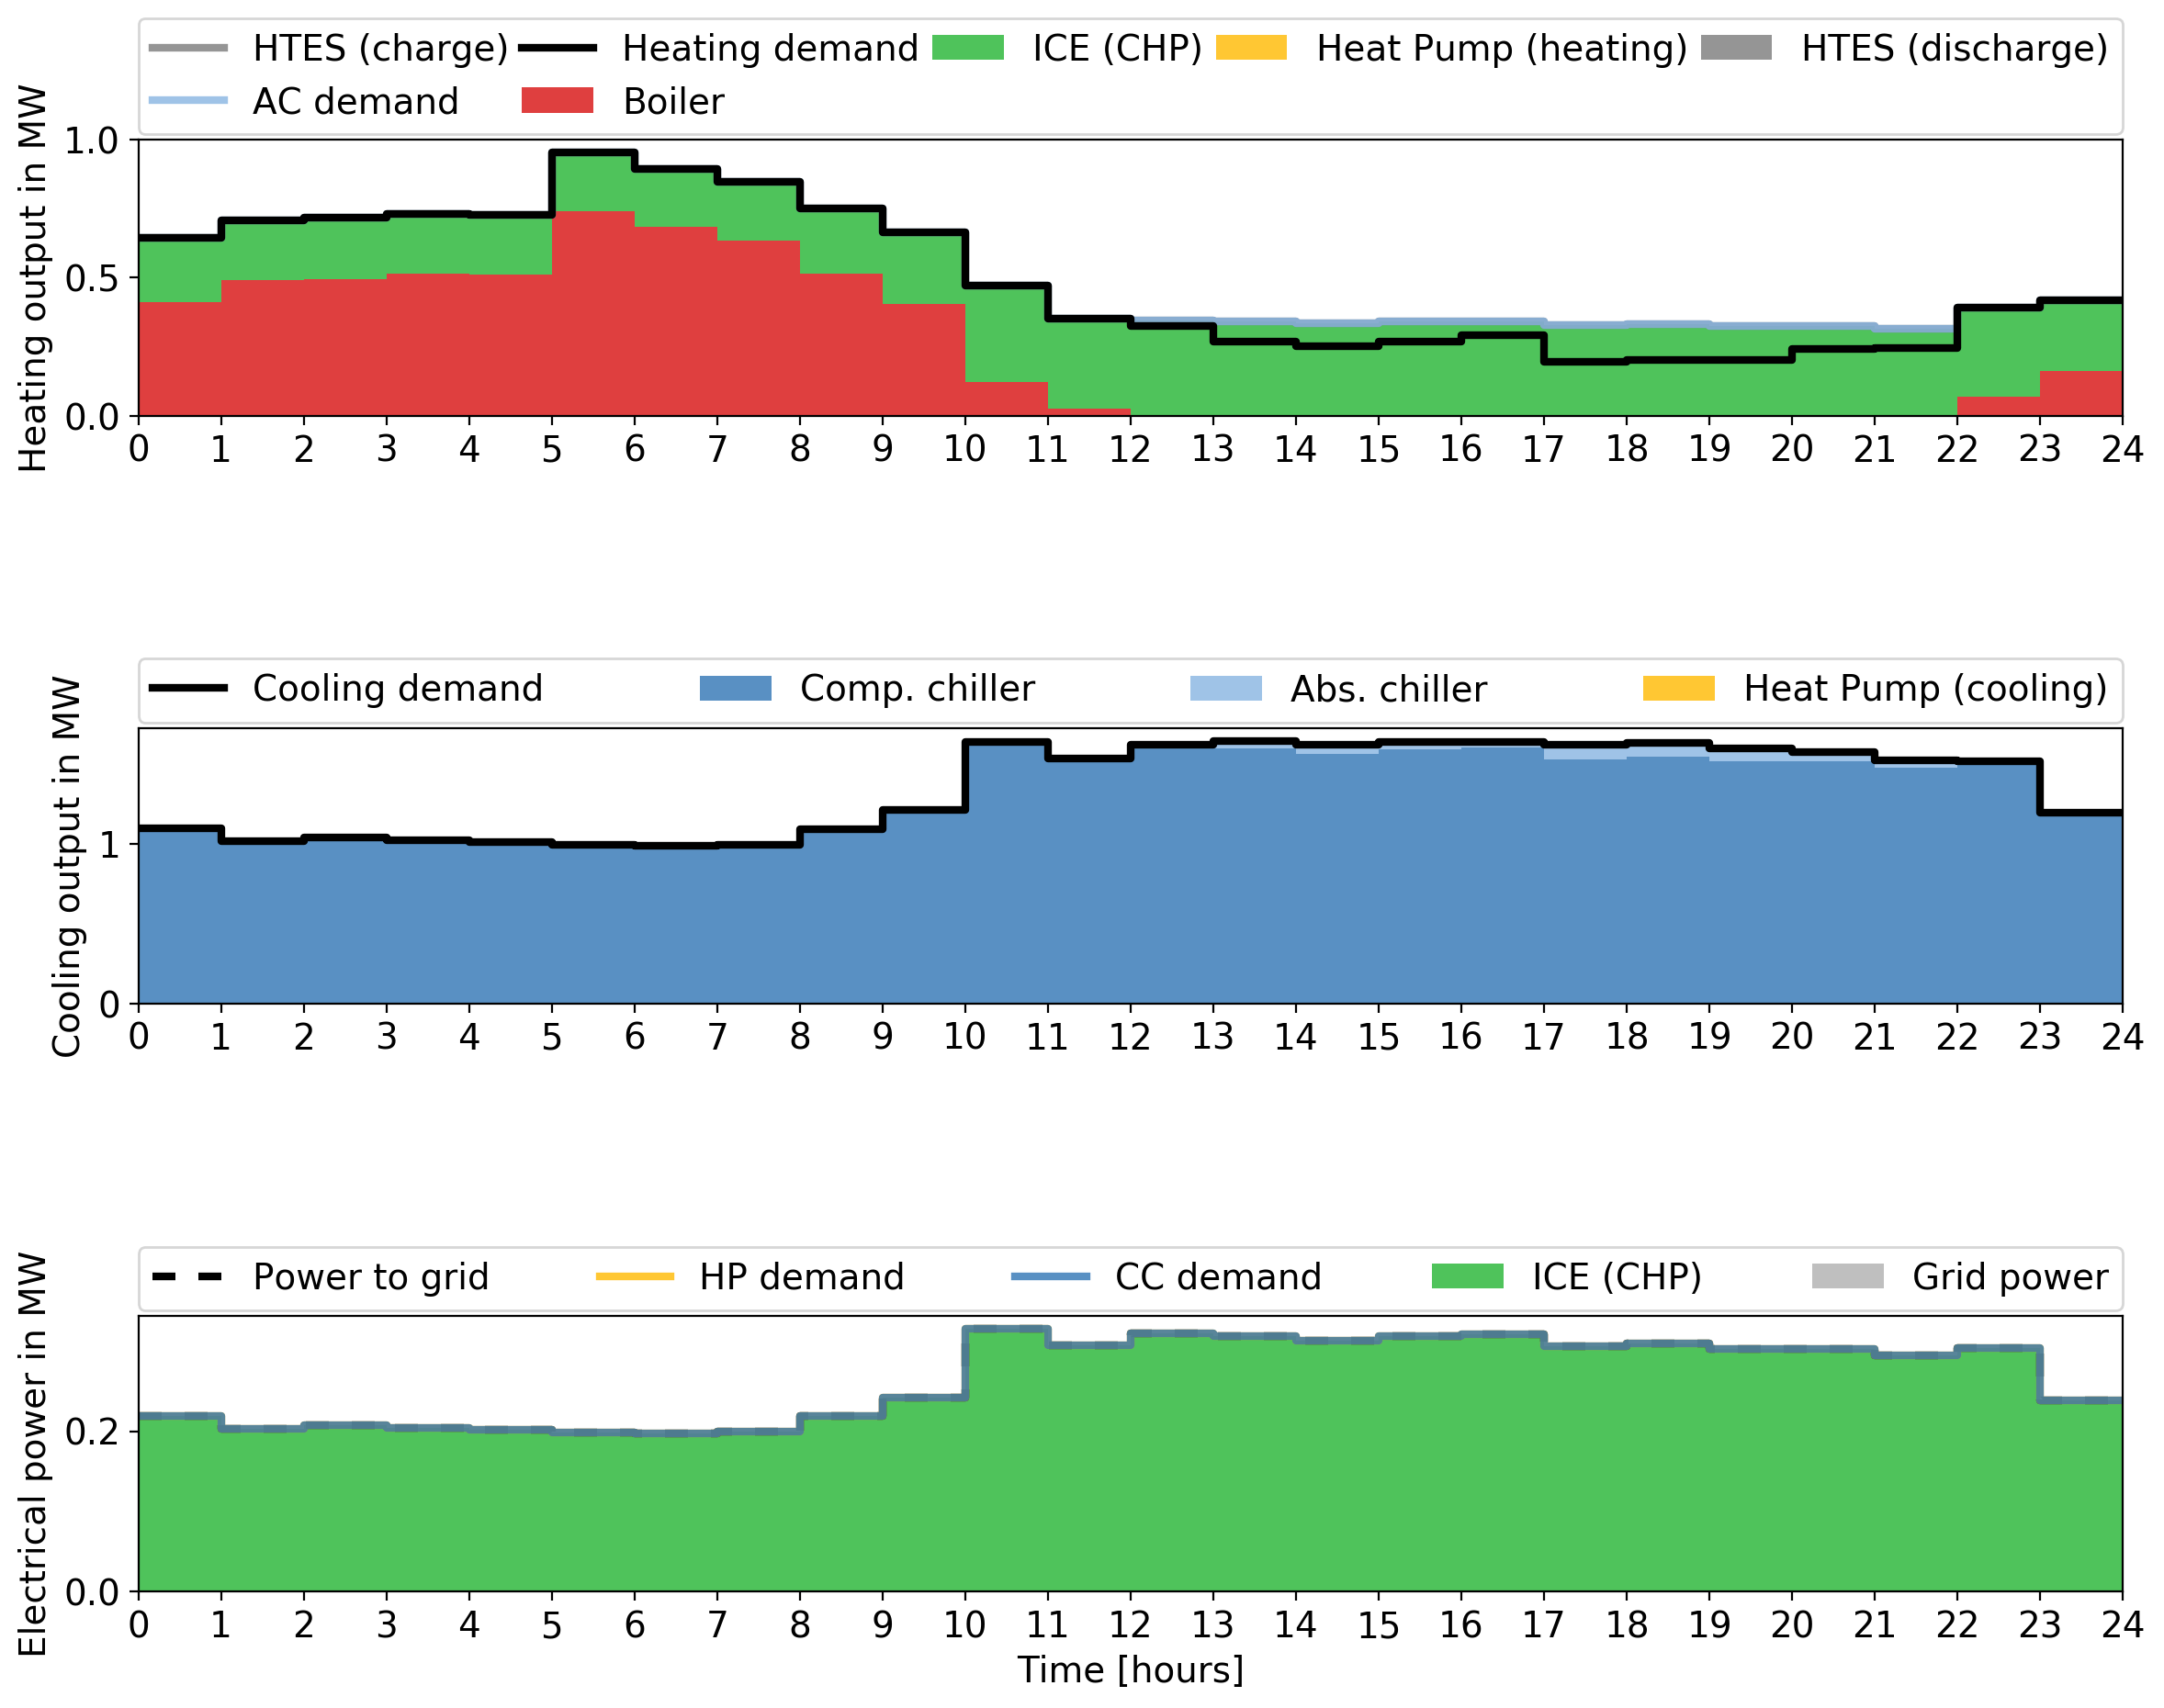 HTES (charge) Heating demand ICE (CHP) Heat Pump (heating) HTES (discharge)
AC demand Boiler
Heating output in MW
1.0
0.5
0.0
0 1 2 3 4 5 6 7 8 9 10 11 12 13 14 15 16 17 18 19 20 21 22 23 24
Cooling demand Comp. chiller Abs. chiller Heat Pump (cooling)
Cooling output in MW
1
0
0 1 2 3 4 5 6 7 8 9 10 11 12 13 14 15 16 17 18 19 20 21 22 23 24
Power to grid HP demand CC demand ICE (CHP) Grid power
Electrical power in MW
0.2
0.0
0 1 2 3 4 5 6 7 8 9 10 11 12 13 14 15 16 17 18 19 20 21 22 23 24
Time [hours]